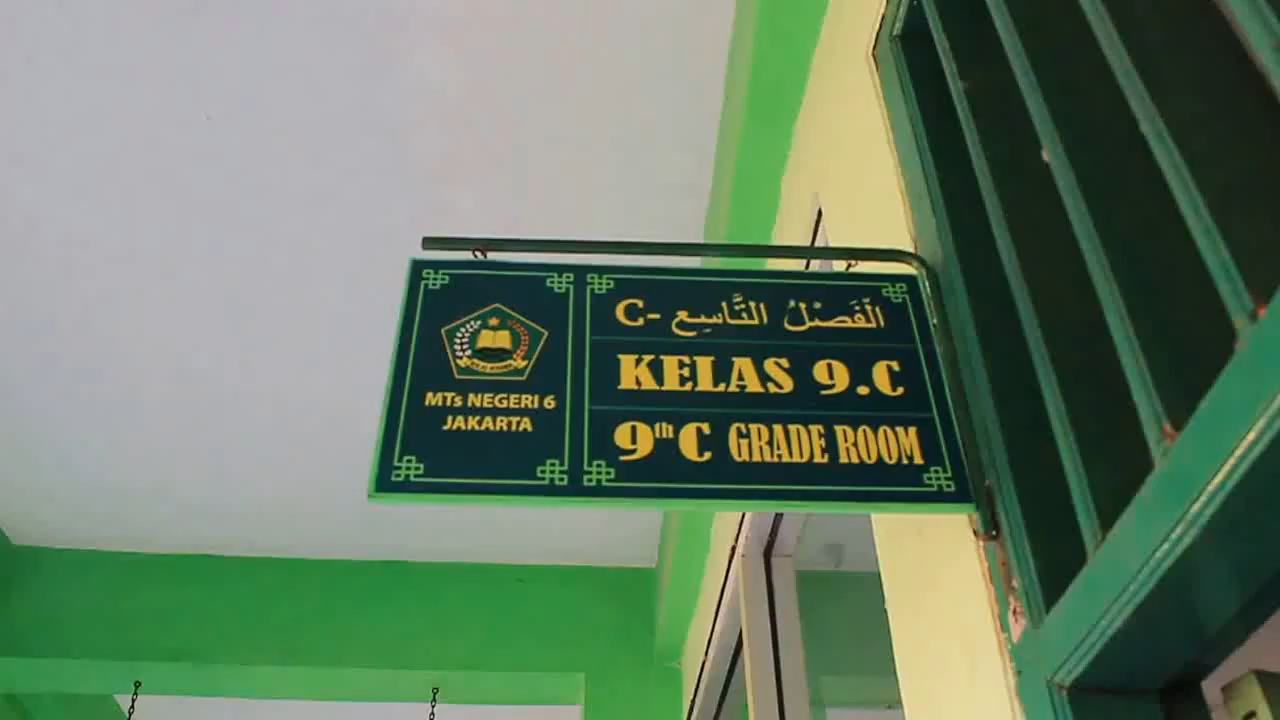 MTs NEGERI 6
JAKARTA
الْفَصْلُ التَّاسِع -C
KELAS 9.C
9th C GRADE ROOM